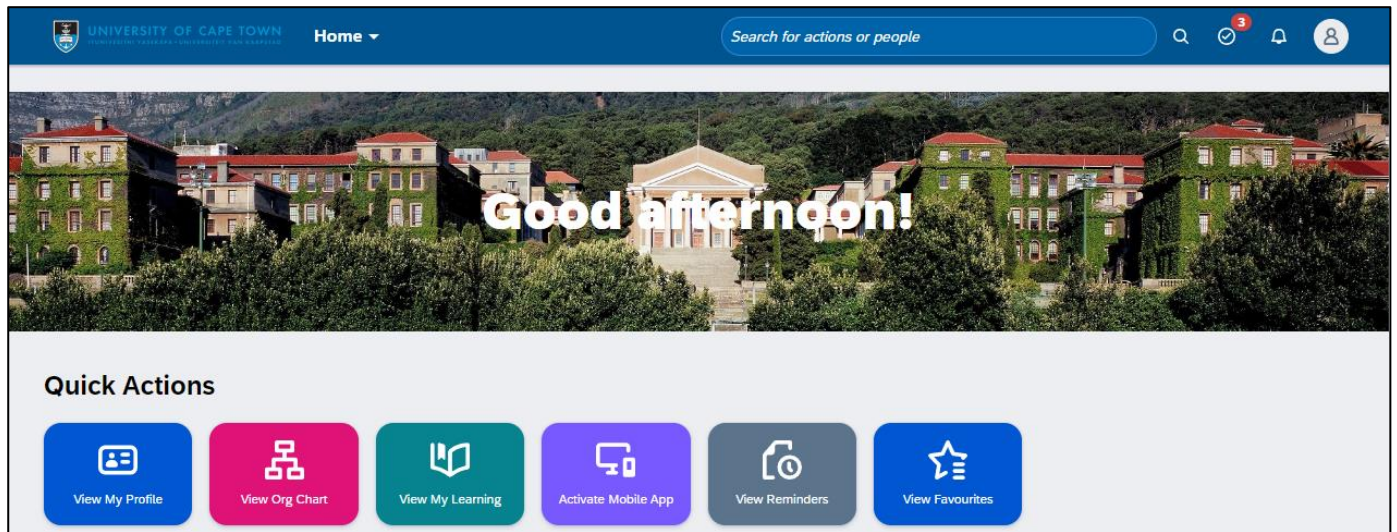 UNIVERSITY OF CAPE TOWN
Home
Search for actions or people
3
Good afternoon!
Quick Actions
View My Profile
View Org Chart
View My Learning
Activate Mobile App
View Reminders
View Favourites